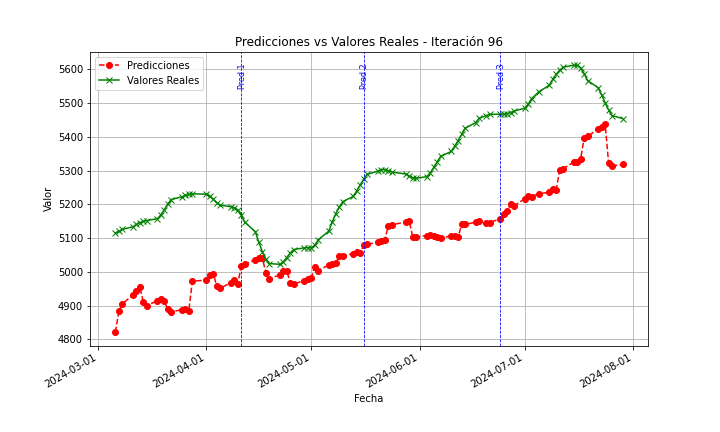 Predicciones vs Valores Reales - Iteración 96
Predicciones
Valores Reales
Pred 1
Pred 2
Pred 3
Valor
5600
5500
5400
5300
5200
5100
5000
4900
4800
2024-03-01
2024-04-01
2024-05-01
2024-06-01
2024-07-01
2024-08-01
Fecha